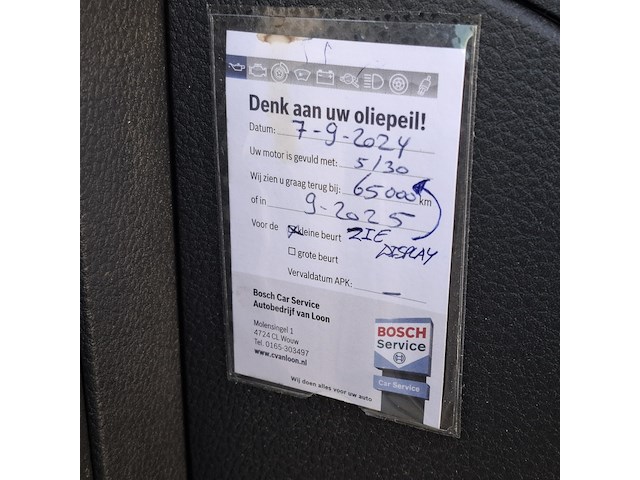 Denk aan uw oliepeil!
Datum: 7-9-2024
Uw motor is gevuld met: 5/30
Wij zien u graag terug bij: 65000 km
of in 9-2025
Voor de kleine beurt ZIE
grote beurt DISPLAY
Vervaldatum APK: —
Bosch Car Service
Autobedrijf van Loon
Molensingel 1
4724 CL Wouw
Tel. 0165-303497
www.cvanloon.nl
BOSCH
Service
Car Service
Wij doen alles voor uw auto